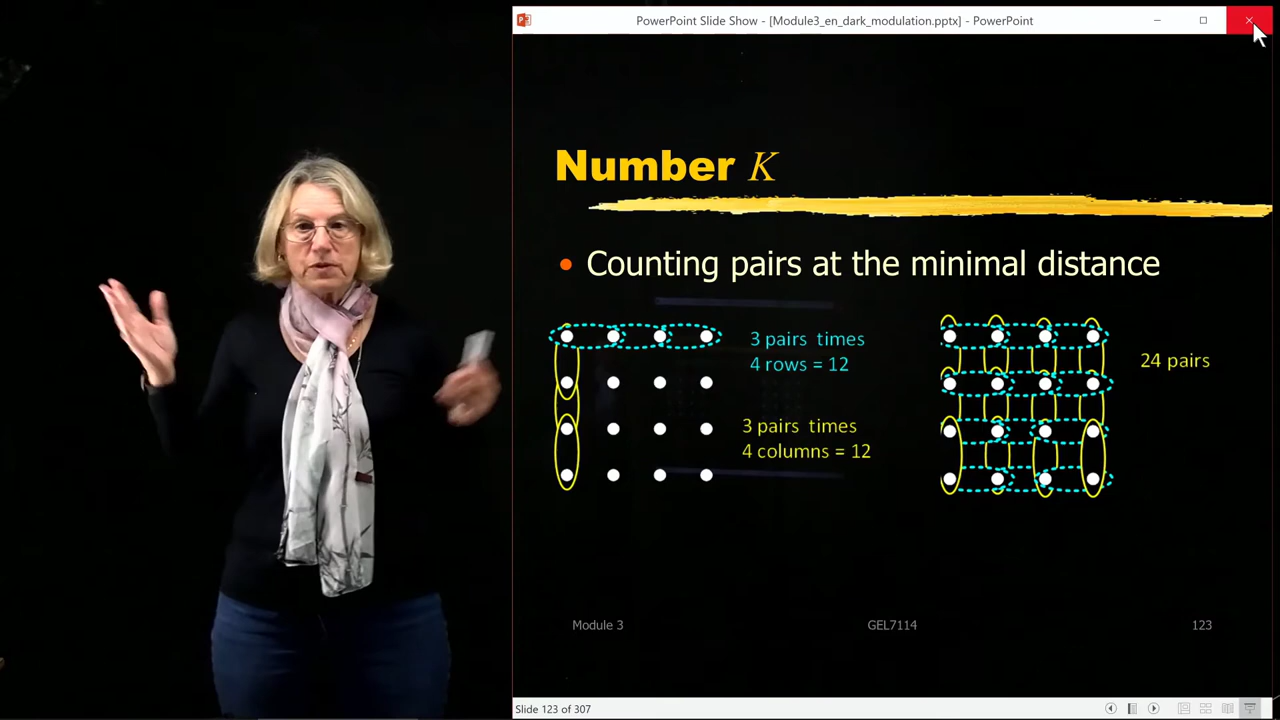 PowerPoint Slide Show - [Module3_en_dark_modulation.pptx] - PowerPoint
Number K
• Counting pairs at the minimal distance
3 pairs times
4 rows = 12
3 pairs times
4 columns = 12
24 pairs
Module 3
GEL7114
123
Slide 123 of 307